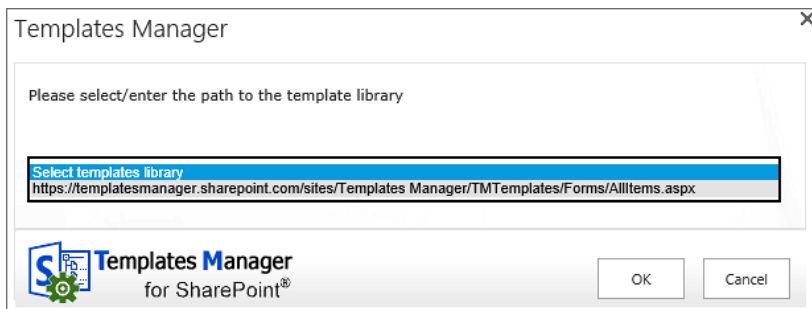 Templates Manager
Please select/enter the path to the template library
Select templates library
https://templatesmanager.sharepoint.com/sites/Templates Manager/TMTemplates/Forms/AllItems.aspx
Templates Manager
for SharePoint®
OK
Cancel